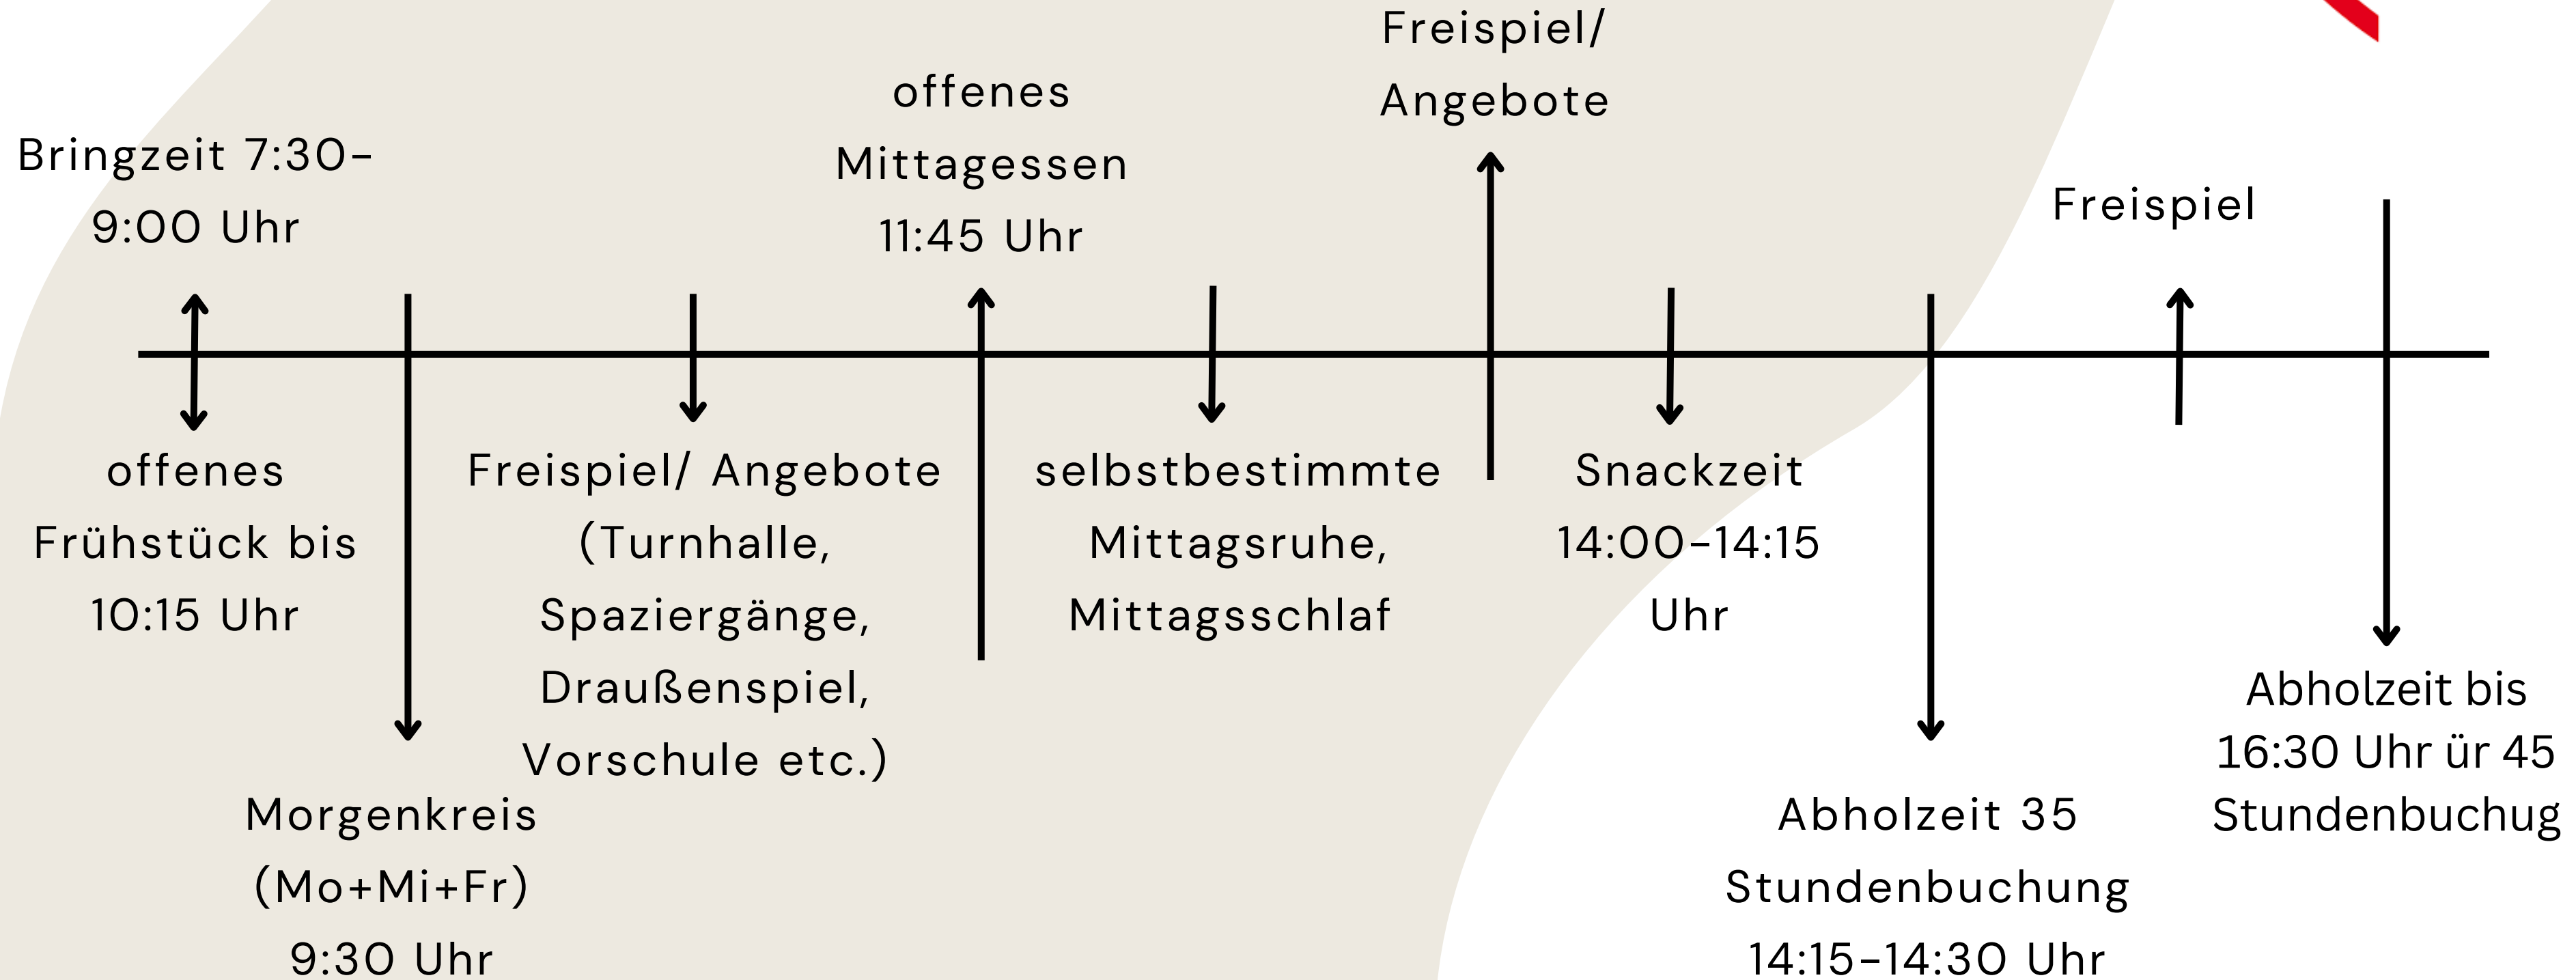 Bringzeit 7:30-
9:00 Uhr
offenes
Frühstück bis
10:15 Uhr
Morgenkreis
(Mo+Mi+Fr)
9:30 Uhr
Freispiel/ Angebote
(Turnhalle,
Spaziergänge,
Draußenspiel,
Vorschule etc.)
offenes
Mittagessen
11:45 Uhr
selbstbestimmte
Mittagsruhe,
Mittagsschlaf
Freispiel/
Angebote
Snackzeit
14:00-14:15
Uhr
Abholzeit 35
Stundenbuchung
14:15-14:30 Uhr
Freispiel
Abholzeit bis
16:30 Uhr ür 45
Stundenbuchug